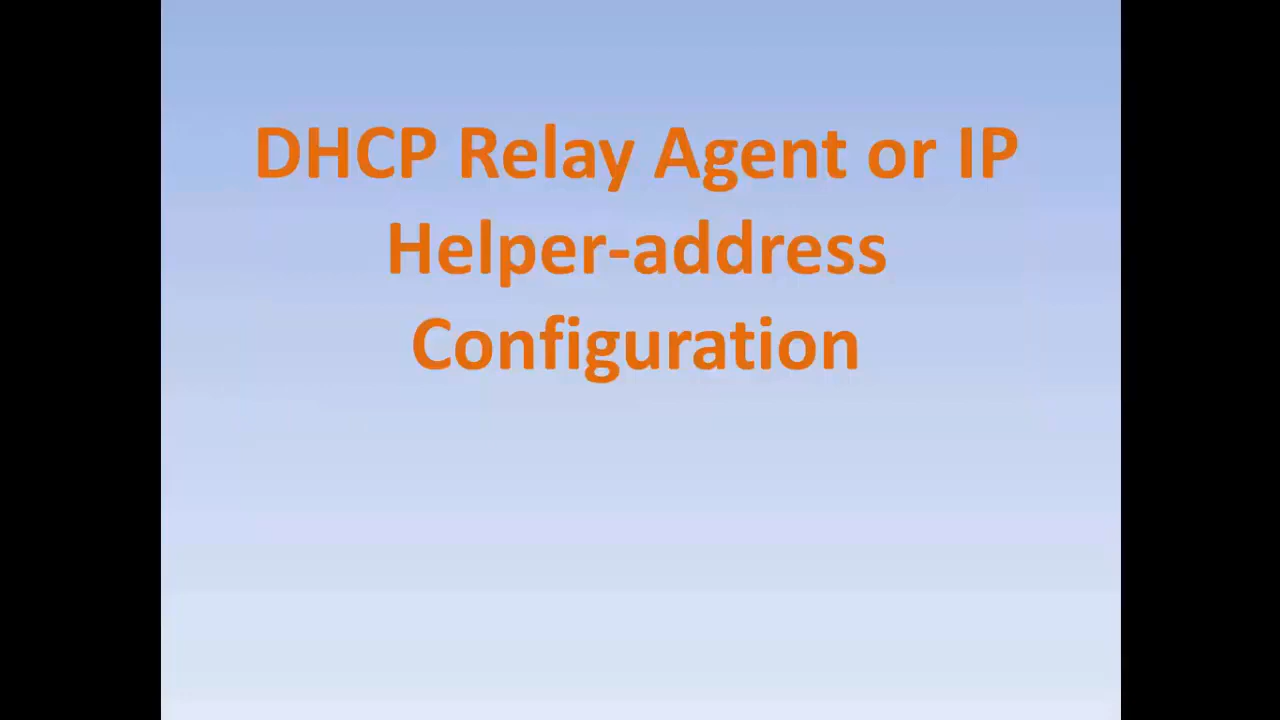 DHCP Relay Agent or IP
Helper-address
Configuration